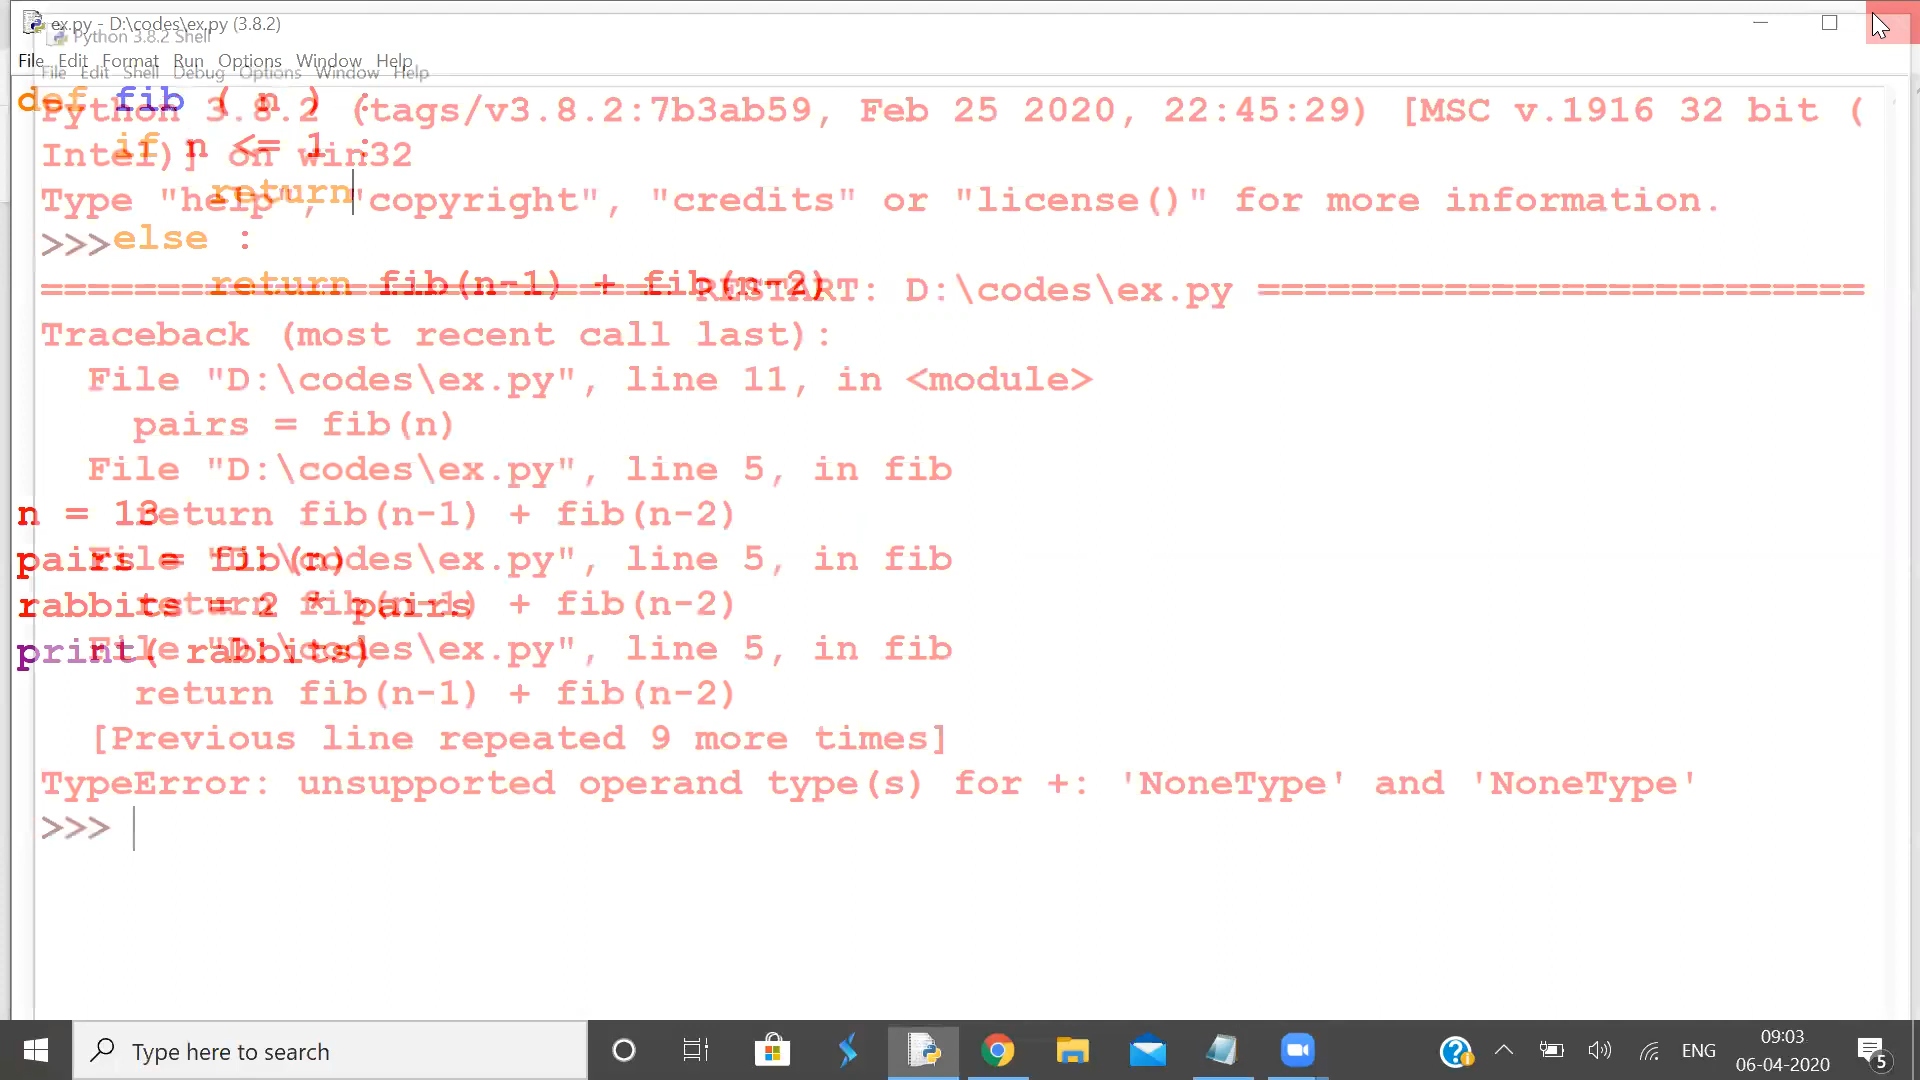 ex.py - D:\codes\ex.py (3.8.2)
Python 3.8.2 Shell
File Edit Format Run Options Window Help
File Edit Shell Debug Options Window Help
def fib ( n ) :
Python 3.8.2 (tags/v3.8.2:7b3ab59, Feb 25 2020, 22:45:29) [MSC v.1916 32 bit (
if n <= 1 :
Intel)] on win32
return
Type "help", "copyright", "credits" or "license()" for more information.
else :
>>>
return fib(n-1) + fib(n-2)
=========================== RESTART: D:\codes\ex.py ==========================
Traceback (most recent call last):
File "D:\codes\ex.py", line 11, in <module>
pairs = fib(n)
File "D:\codes\ex.py", line 5, in fib
n = 13
return fib(n-1) + fib(n-2)
pairs = fib(n)
File "D:\codes\ex.py", line 5, in fib
rabbits = 2 * pairs
return fib(n-1) + fib(n-2)
print( rabbits)
File "D:\codes\ex.py", line 5, in fib
return fib(n-1) + fib(n-2)
[Previous line repeated 9 more times]
TypeError: unsupported operand type(s) for +: 'NoneType' and 'NoneType'
>>>
Type here to search
ENG
09:03
06-04-2020
5